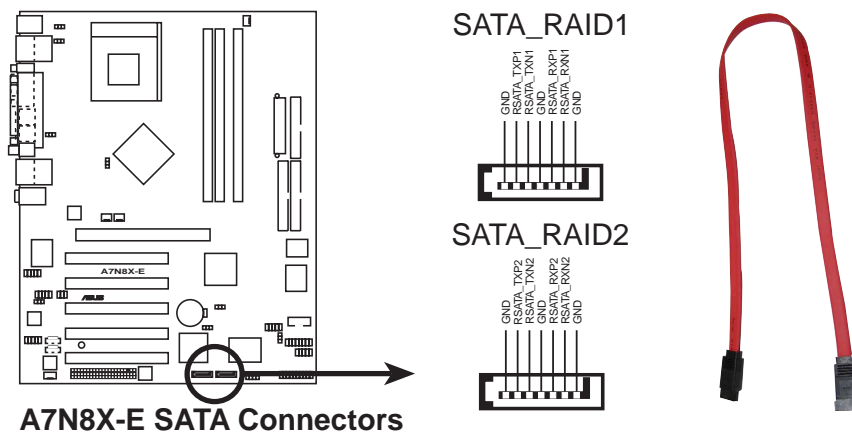 SATA_RAID1
GND
RSATA_TXP1
RSATA_TXN1
GND
RSATA_RXP1
RSATA_RXN1
GND
SATA_RAID2
GND
RSATA_TXP2
RSATA_TXN2
GND
RSATA_RXP2
RSATA_RXN2
GND
A7N8X-E
ASUS
A7N8X-E SATA Connectors